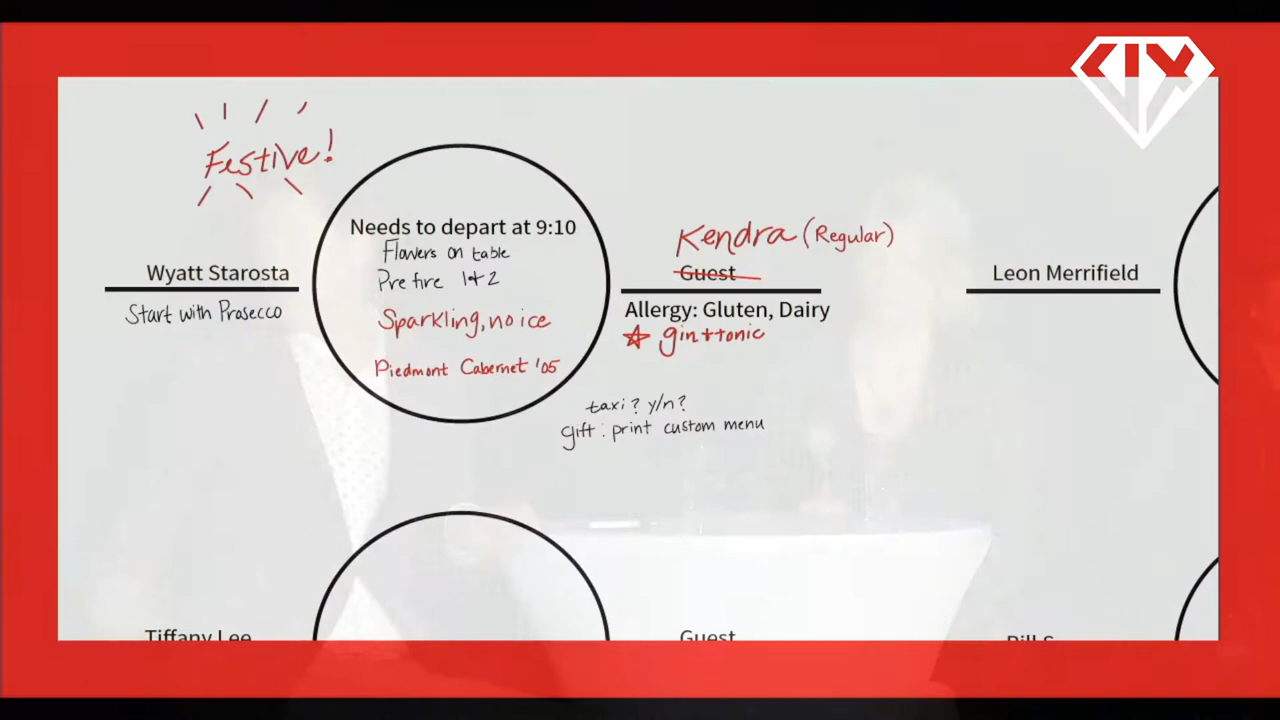 Festive!
Needs to depart at 9:10
Flowers on table
Prefire 1+2
Sparkling, no ice
Piedmont Cabernet '05
Wyatt Starosta
Start with Prosecco
Kendra (Regular)
Guest
Allergy: Gluten, Dairy
☆ gin+tonic
taxi? y/n?
gift: print custom menu
Leon Merrifield
Tiffany Lee
Guest